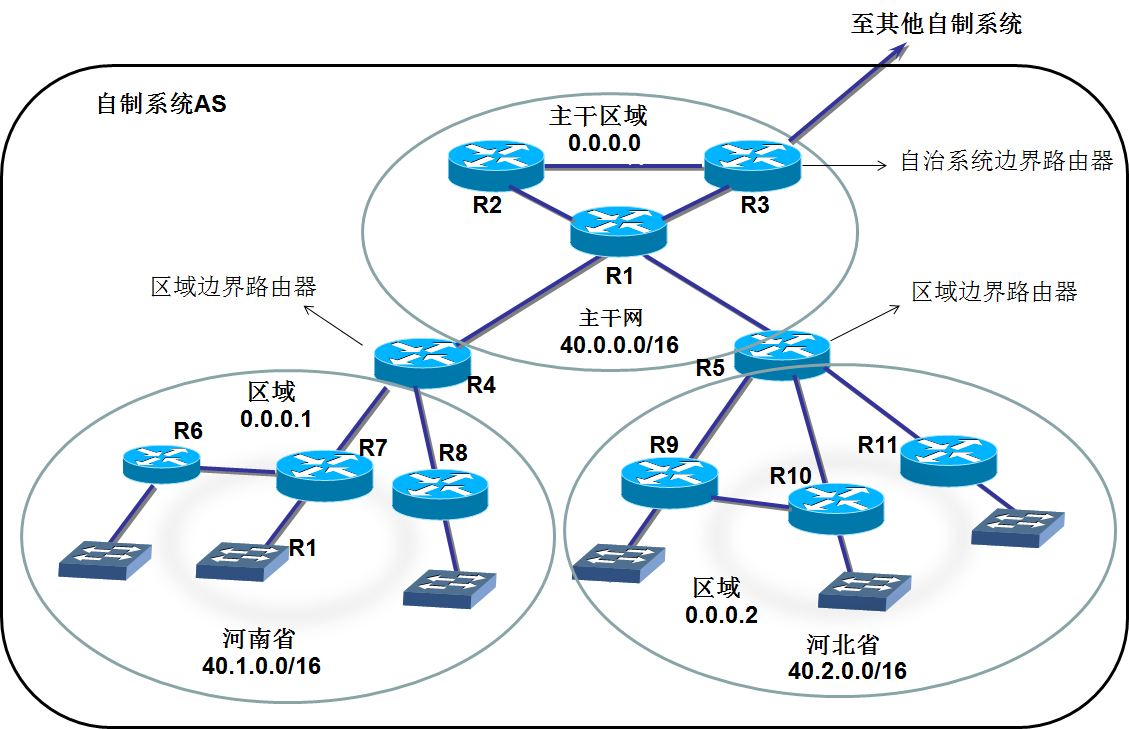 至其他自制系统
自制系统AS
主干区域
0.0.0.0
自治系统边界路由器
R2
R3
R1
区域边界路由器
区域边界路由器
主干网
40.0.0.0/16
R4
R5
区域
0.0.0.1
R6
R7
R8
R9
R10
R11
R1
区域
0.0.0.2
河南省
40.1.0.0/16
河北省
40.2.0.0/16